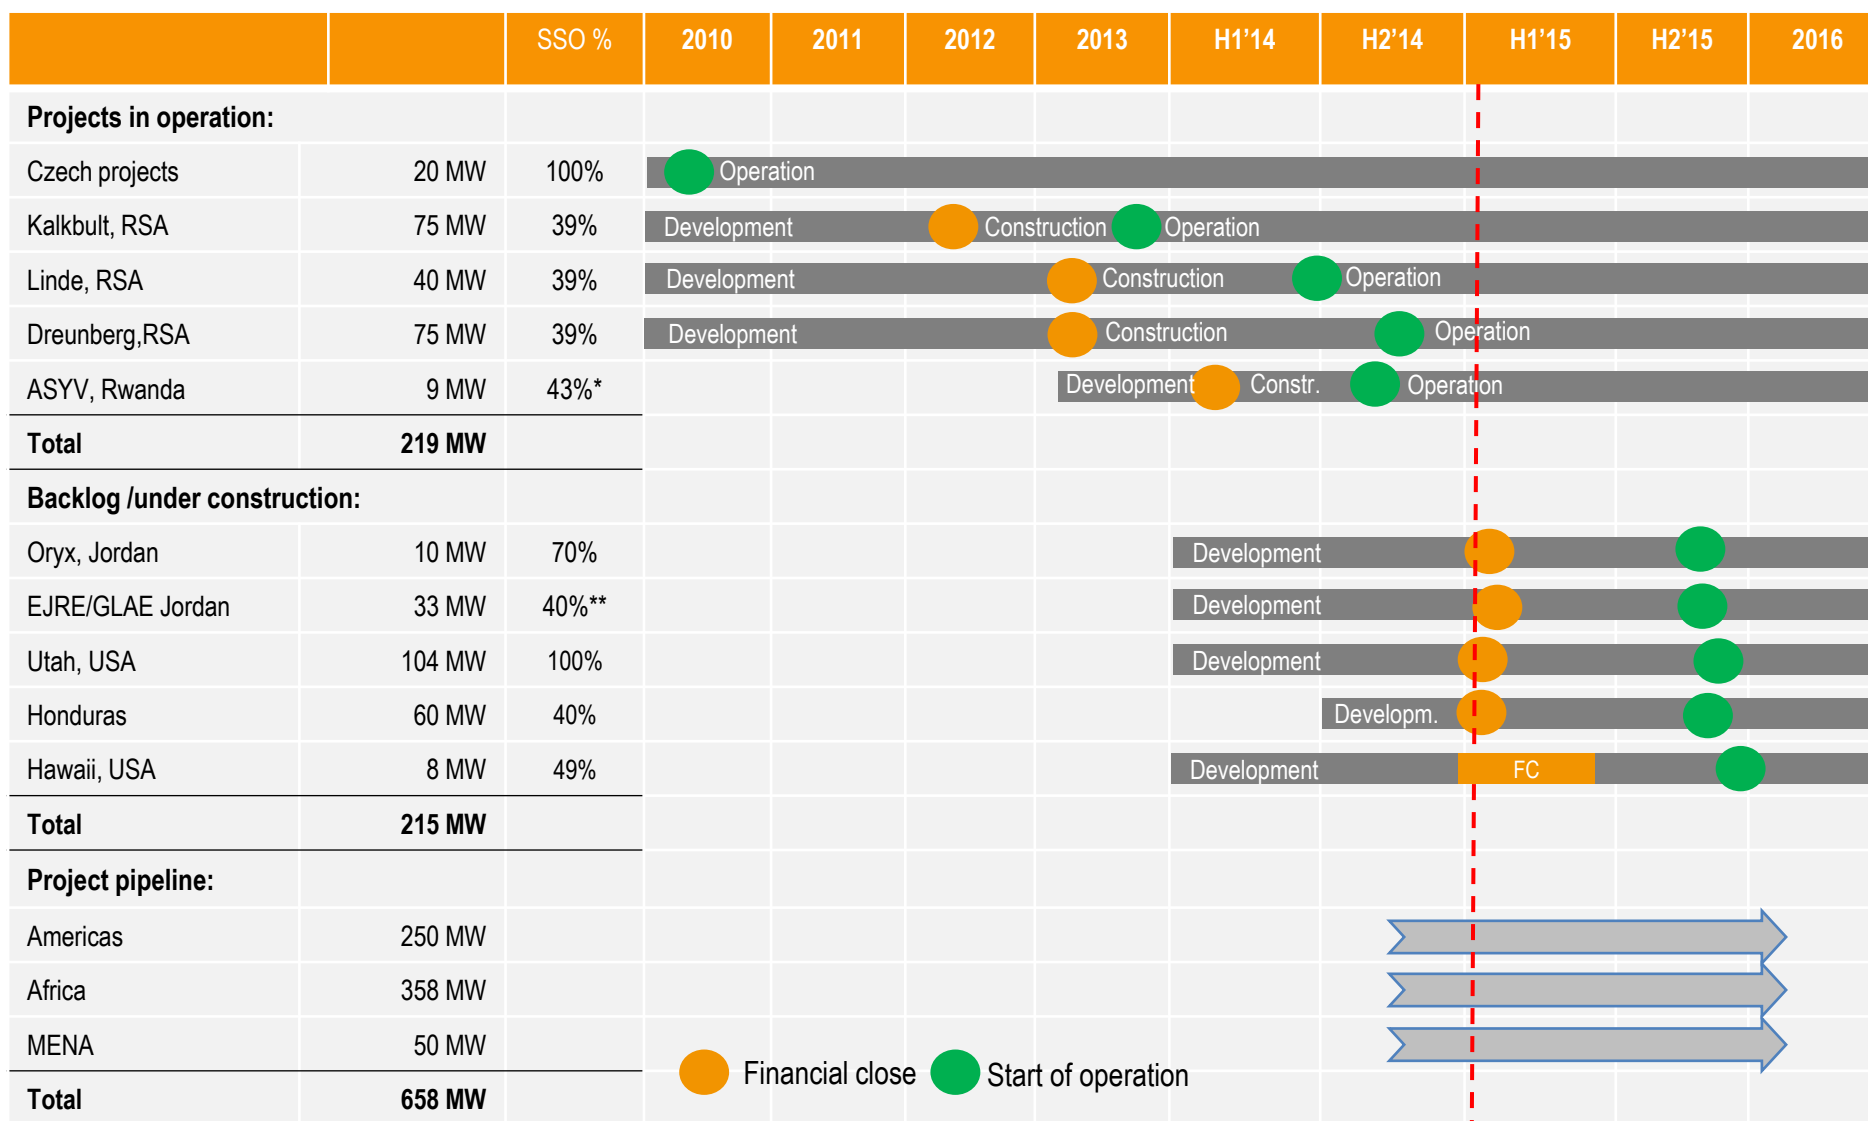 SSO % 2010 2011 2012 2013 H1’14 H2’14 H1’15 H2’15 2016
Projects in operation:
Czech projects 20 MW 100% Operation
Kalkbult, RSA 75 MW 39% Development Construction Operation
Linde, RSA 40 MW 39% Development Construction Operation
Dreunberg,RSA 75 MW 39% Development Construction Operation
ASYV, Rwanda 9 MW 43%* Development Constr. Operation
Total 219 MW
Backlog /under construction:
Oryx, Jordan 10 MW 70% Development
EJRE/GLAE Jordan 33 MW 40%** Development
Utah, USA 104 MW 100% Development
Honduras 60 MW 40% Developm.
Hawaii, USA 8 MW 49% Development FC
Total 215 MW
Project pipeline:
Americas 250 MW
Africa 358 MW
MENA 50 MW
Financial close Start of operation
Total 658 MW